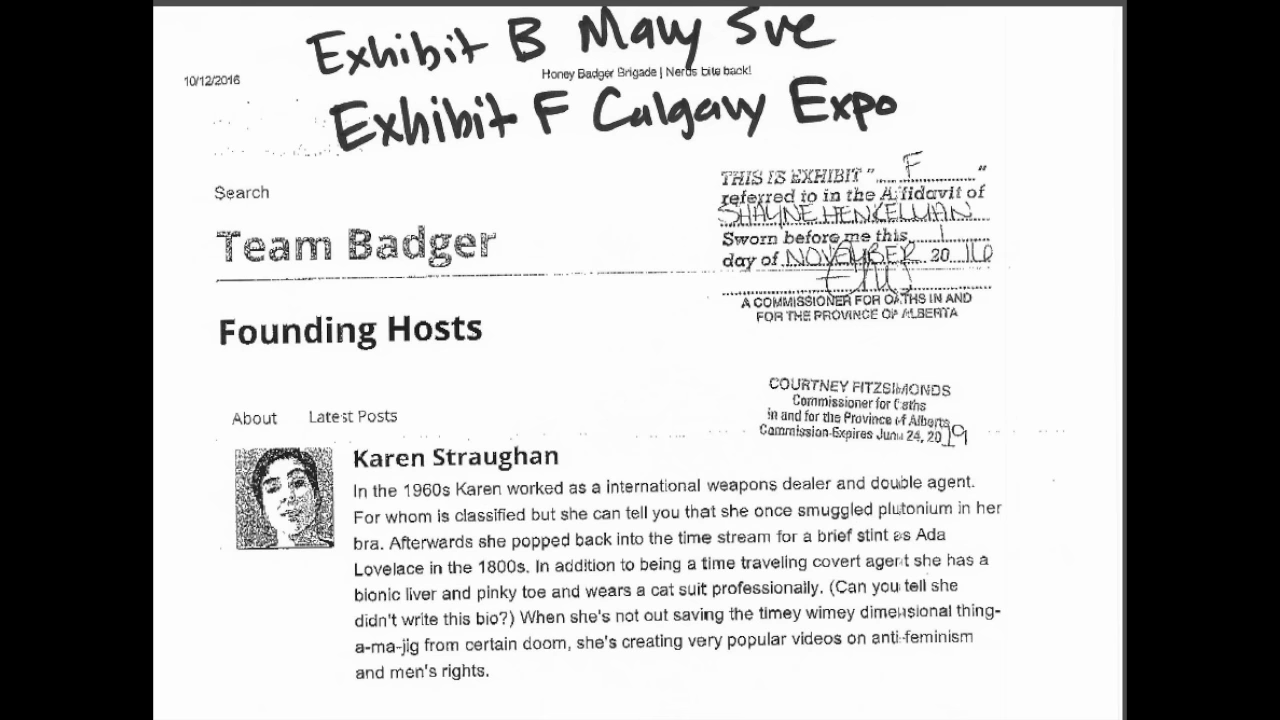 Exhibit B Mary Sue
10/12/2016
Honey Badger Brigade | Nerds bite back!
Exhibit F Calgary Expo
Search
THIS IS EXHIBIT " F "
referred to in the Affidavit of
SHAYNE HENKELMAN
Sworn before me this 1
day of NOVEMBER 20 16
A COMMISSIONER FOR OATHS IN AND
FOR THE PROVINCE OF ALBERTA
Team Badger
Founding Hosts
COURTNEY FITZSIMONDS
Commissioner for Oaths
in and for the Province of Alberta
Commission Expires June 24, 2019
About Latest Posts
Karen Straughan
In the 1960s Karen worked as a international weapons dealer and double agent.
For whom is classified but she can tell you that she once smuggled plutonium in her
bra. Afterwards she popped back into the time stream for a brief stint as Ada
Lovelace in the 1800s. In addition to being a time traveling covert agent she has a
bionic liver and pinky toe and wears a cat suit professionally. (Can you tell she
didn't write this bio?) When she's not out saving the timey wimey dimensional thing-
a-ma-jig from certain doom, she's creating very popular videos on anti-feminism
and men's rights.